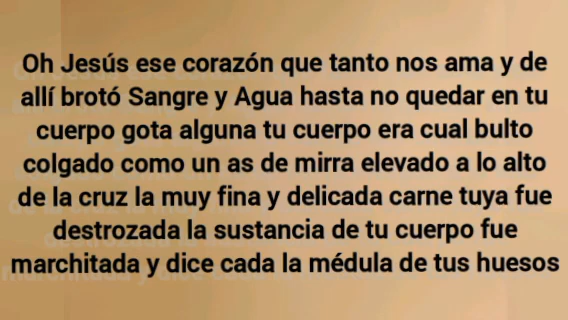 Oh Jesús ese corazón que tanto nos ama y de
allí brotó Sangre y Agua hasta no quedar en tu
cuerpo gota alguna tu cuerpo era cual bulto
colgado como un as de mirra elevado a lo alto
de la cruz la muy fina y delicada carne tuya fue
destrozada la sustancia de tu cuerpo fue
marchitada y dice cada la médula de tus huesos